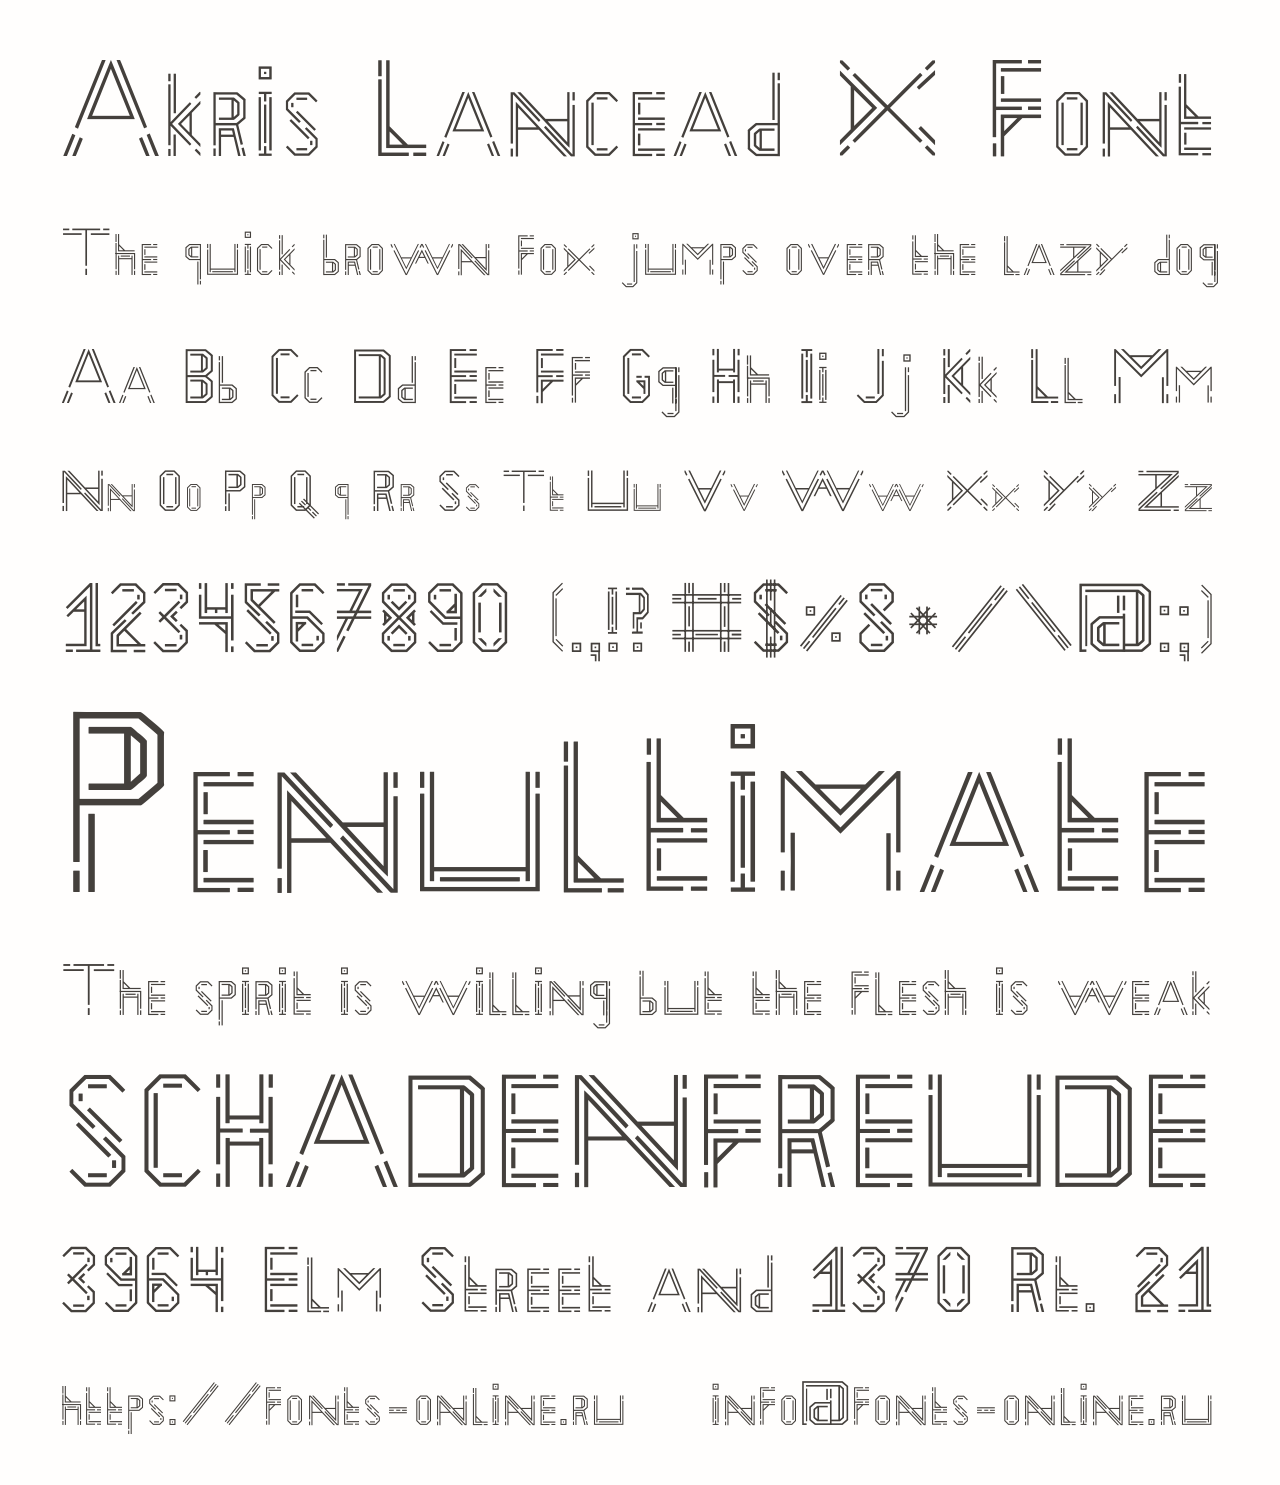 Akris Lancead X Font
The quick brown fox jumps over the lazy dog
Aa Bb Cc Dd Ee Ff Gg Hh Ii Jj Kk Ll Mm
Nn Oo Pp Qq Rr Ss Tt Uu Vv Ww Xx Yy Zz
1234567890 (.,!? #$%&*/\@:;)
Penultimate
The spirit is willing but the flesh is weak
SCHADENFREUDE
3964 Elm Street and 1370 Rt. 21
https://fonts-online.ru info@fonts-online.ru